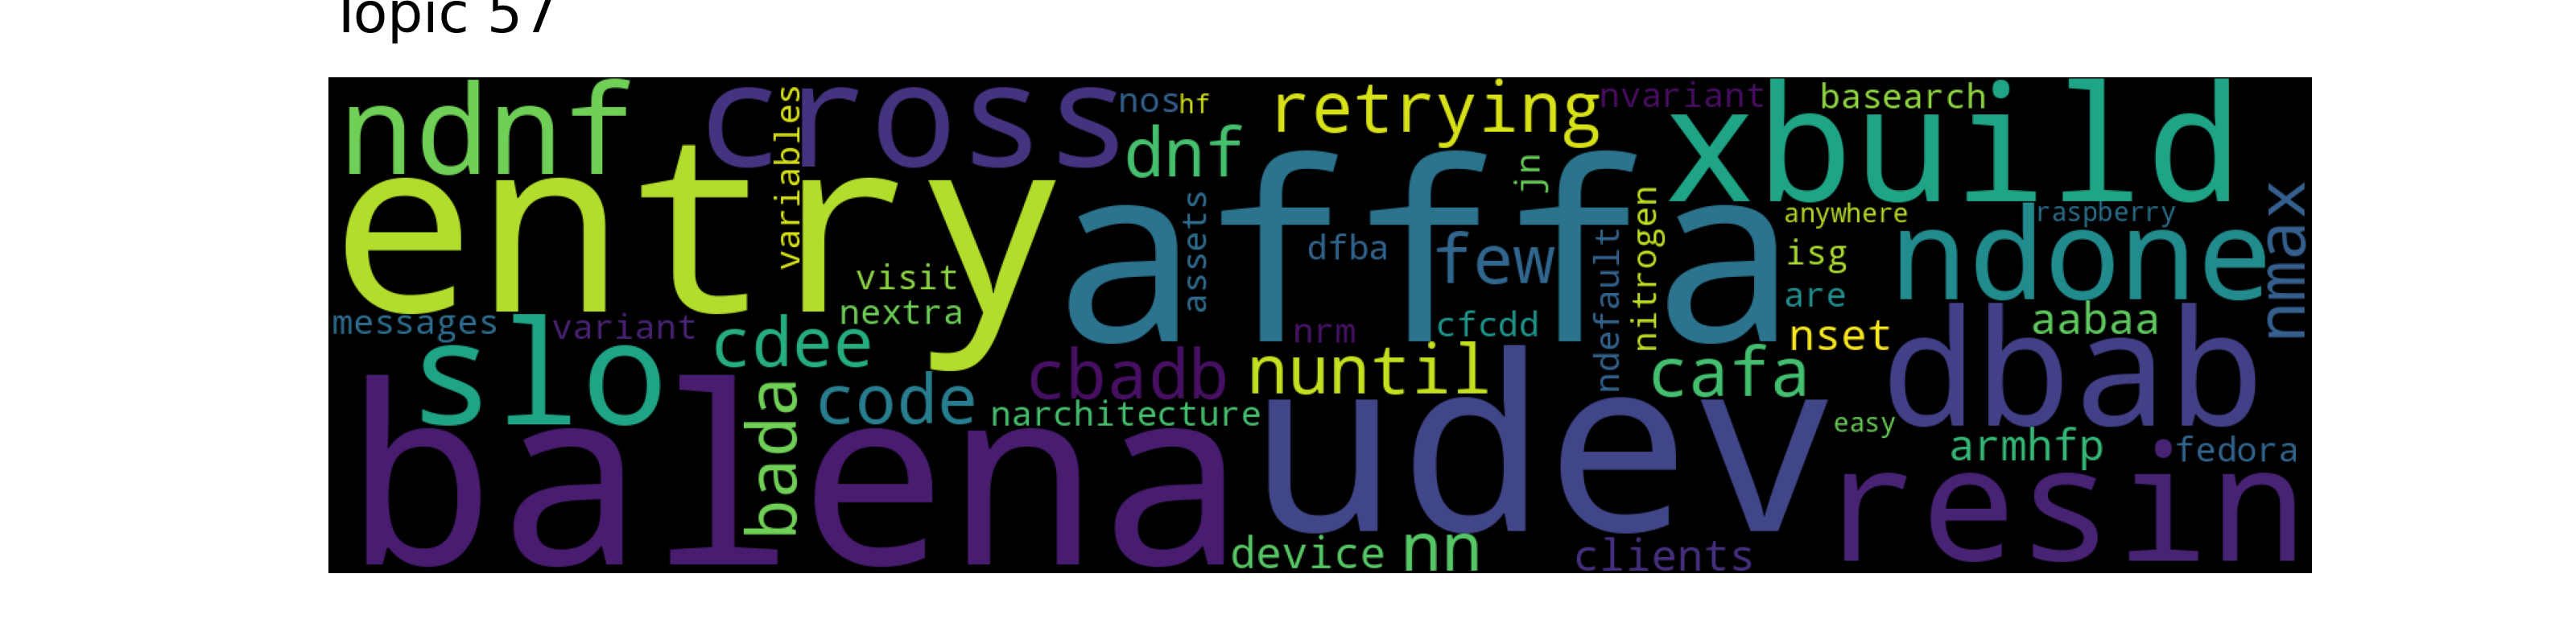 Topic 57
ndnf cross nos hf retrying nvariant basearch xbuild
variables dnf jn
entry afffa assets dfba few ndefault nitrogen anywhere raspberry nmax
visit isg ndone
nextra are
messages variant slo cdee nrm cfcdd nset aabaa
cbadb nuntil cafa dbab
bada code narchitecture easy
balena udev armhfp fedora
resin
device nn clients